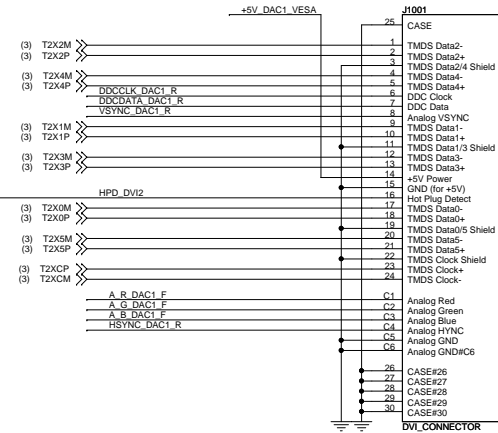 +5V_DAC1_VESA J1001
25 CASE
(3) T2X2M 1 TMDS Data2-
(3) T2X2P 2 TMDS Data2+
3 TMDS Data2/4 Shield
(3) T2X4M 4 TMDS Data4-
(3) T2X4P 5 TMDS Data4+
DDCCLK_DAC1_R 6 DDC Clock
DDCDATA_DAC1_R 7 DDC Data
VSYNC_DAC1_R 8 Analog VSYNC
(3) T2X1M 9 TMDS Data1-
(3) T2X1P 10 TMDS Data1+
11 TMDS Data1/3 Shield
(3) T2X3M 12 TMDS Data3-
(3) T2X3P 13 TMDS Data3+
14 +5V Power
15 GND (for +5V)
HPD_DVI2 16 Hot Plug Detect
(3) T2X0M 17 TMDS Data0-
(3) T2X0P 18 TMDS Data0+
19 TMDS Data0/5 Shield
(3) T2X5M 20 TMDS Data5-
(3) T2X5P 21 TMDS Data5+
22 TMDS Clock Shield
(3) T2XCP 23 TMDS Clock+
(3) T2XCM 24 TMDS Clock-
A_R_DAC1_F C1 Analog Red
A_G_DAC1_F C2 Analog Green
A_B_DAC1_F C3 Analog Blue
HSYNC_DAC1_R C4 Analog HYNC
C5 Analog GND
C6 Analog GND#C6
26 CASE#26
27 CASE#27
28 CASE#28
29 CASE#29
30 CASE#30
DVI_CONNECTOR